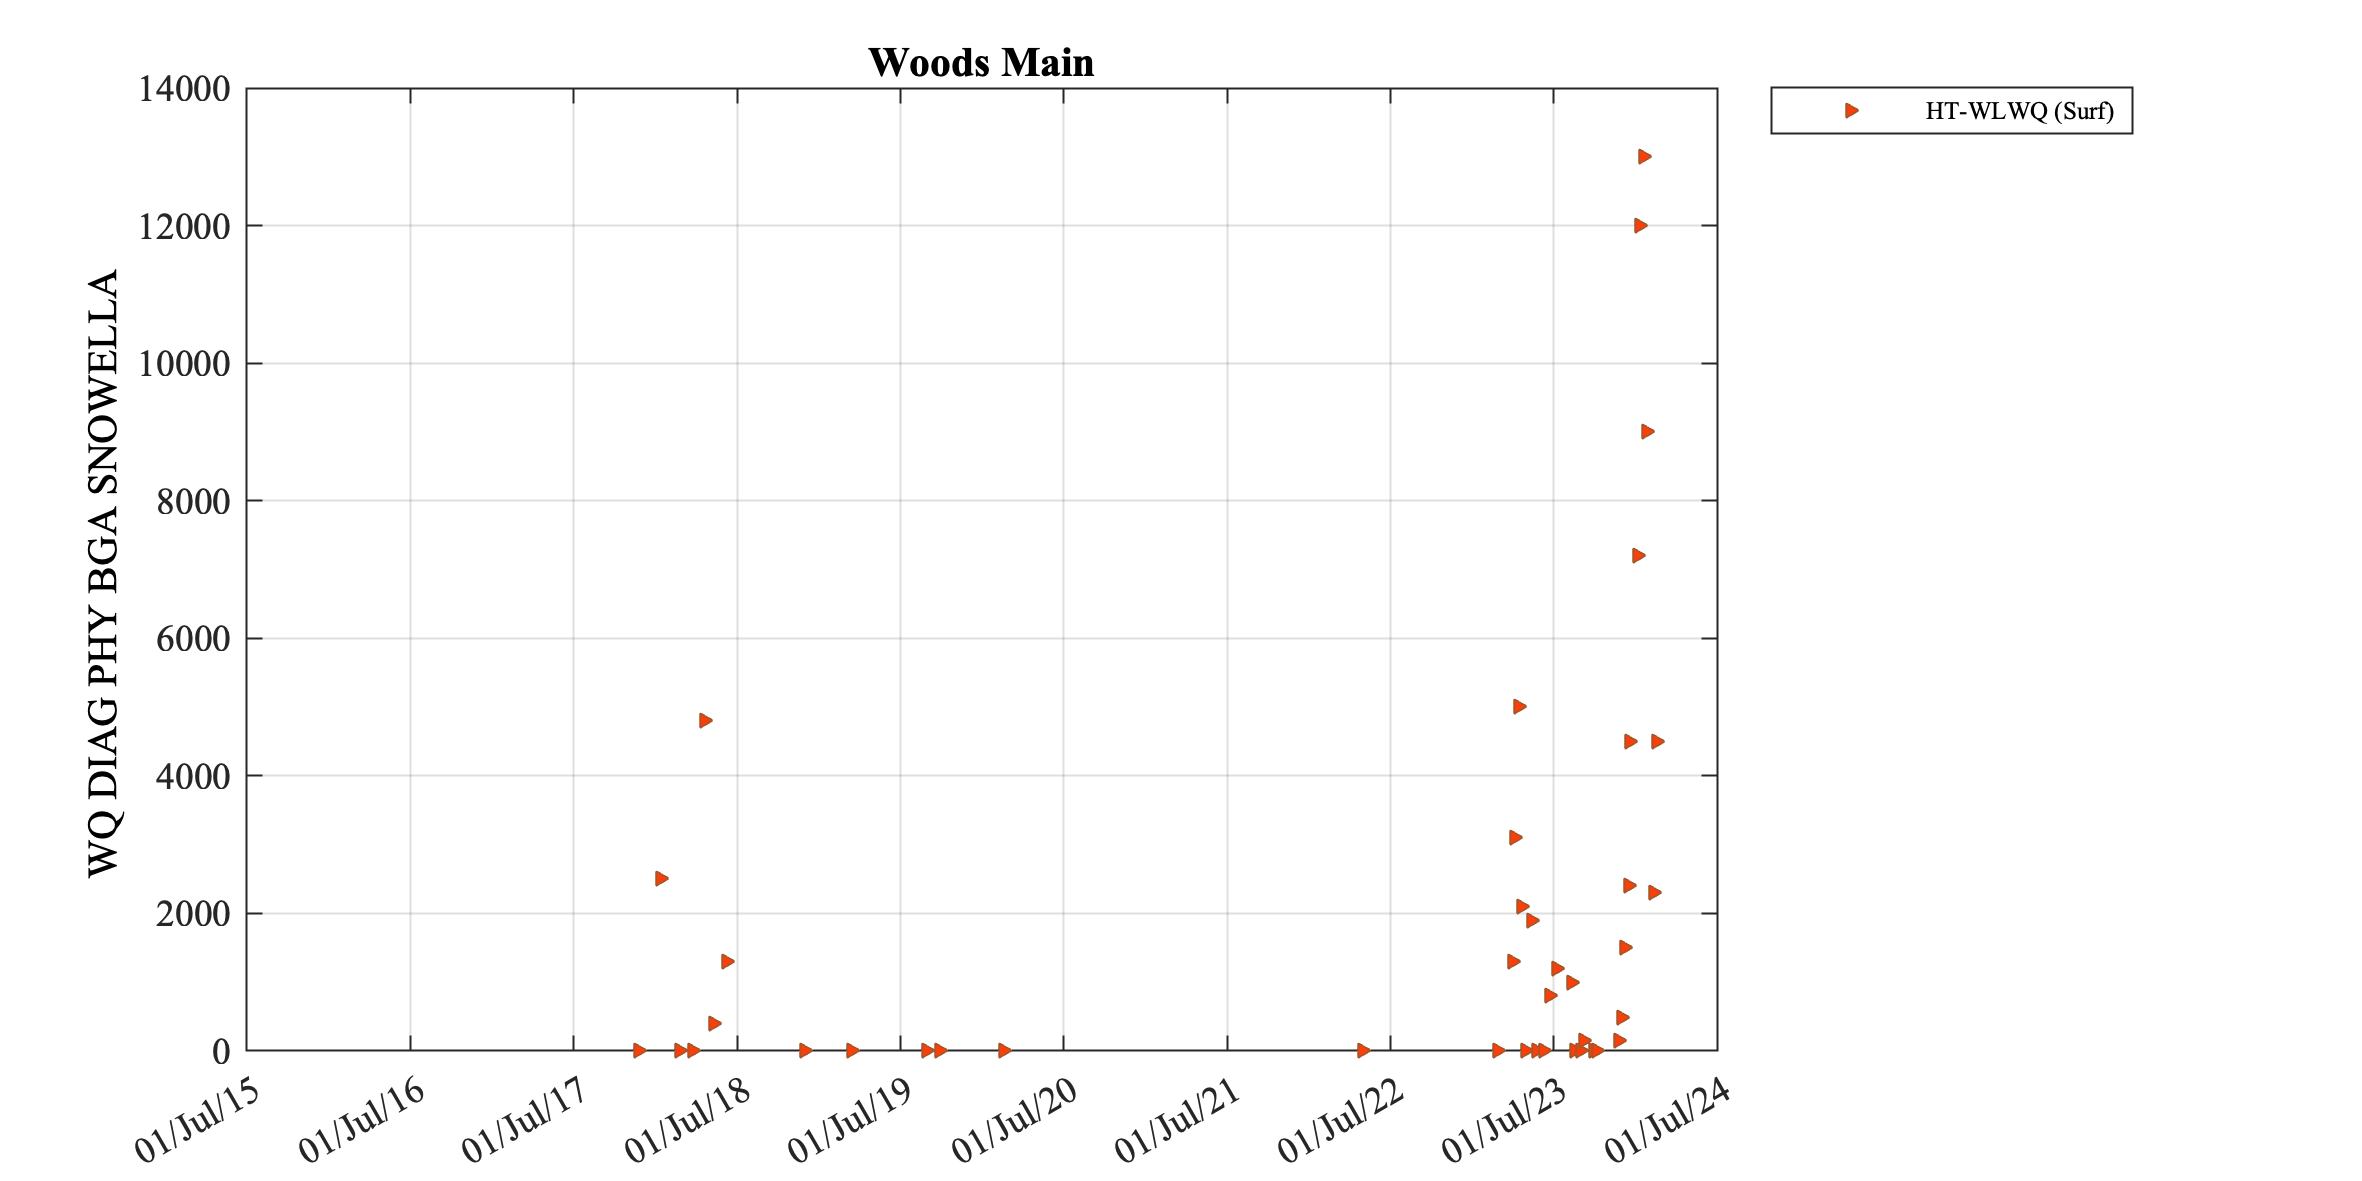 Woods Main
HT-WLWQ (Surf)
WQ DIAG PHY BGA SNOWELLA
14000
12000
10000
8000
6000
4000
2000
0
01/Jul/15
01/Jul/16
01/Jul/17
01/Jul/18
01/Jul/19
01/Jul/20
01/Jul/21
01/Jul/22
01/Jul/23
01/Jul/24